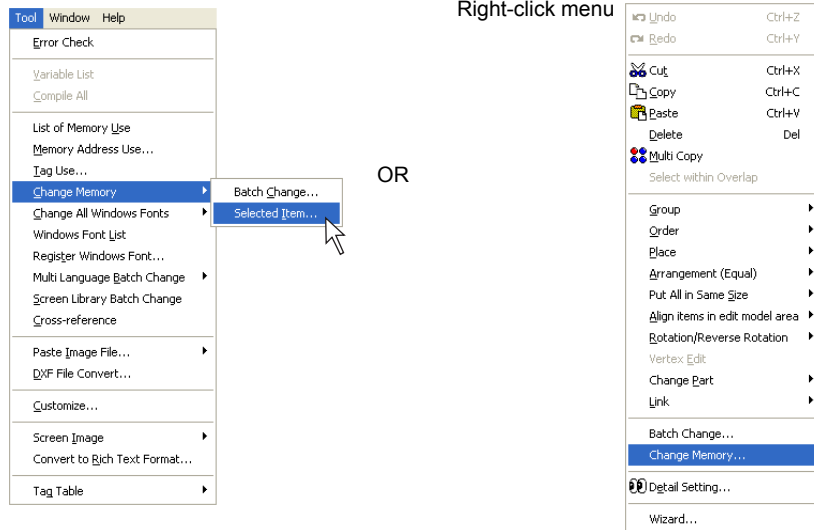 Tool Window Help
Error Check
Variable List
Compile All
List of Memory Use
Memory Address Use...
Tag Use...
Change Memory
Change All Windows Fonts
Windows Font List
Register Windows Font...
Multi Language Batch Change
Screen Library Batch Change
Cross-reference
Paste Image File...
DXF File Convert...
Customize...
Screen Image
Convert to Rich Text Format...
Tag Table
Batch Change...
Selected Item...
OR
Right-click menu
Undo Ctrl+Z
Redo Ctrl+Y
Cut Ctrl+X
Copy Ctrl+C
Paste Ctrl+V
Delete Del
Multi Copy
Select within Overlap
Group
Order
Place
Arrangement (Equal)
Put All in Same Size
Align items in edit model area
Rotation/Reverse Rotation
Vertex Edit
Change Part
Link
Batch Change...
Change Memory...
Detail Setting...
Wizard...